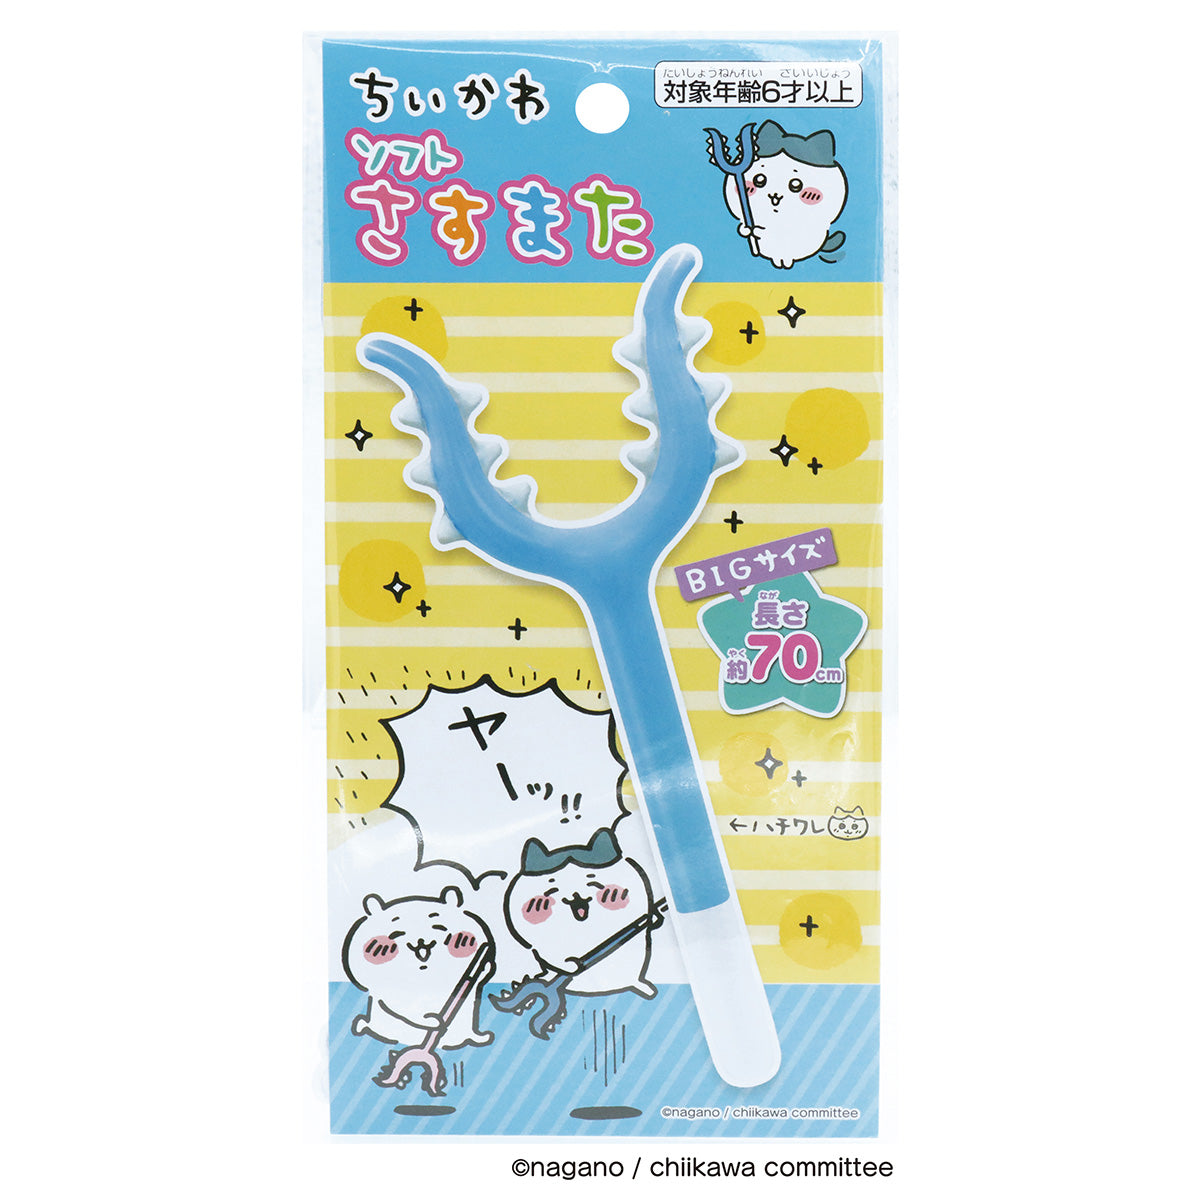 ちいかわ
ソフト
さすまた
たいしょうねんれい さいいじょう
対象年齢6才以上
BIGサイズ
なが
長さ
やく
約70cm
ヤーッ!!
←ハチワレ
©nagano / chiikawa committee
©nagano / chiikawa committee